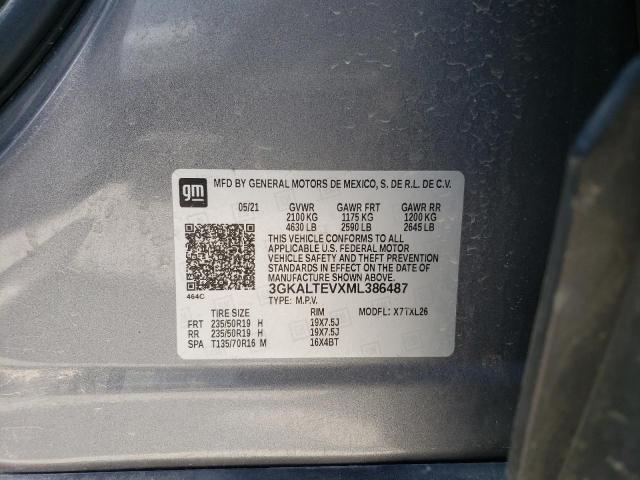 gm MFD BY GENERAL MOTORS DE MEXICO, S. DE R.L. DE C.V.
05/21 GVWR GAWR FRT GAWR RR
2100 KG 1175 KG 1200 KG
4630 LB 2590 LB 2645 LB
THIS VEHICLE CONFORMS TO ALL
APPLICABLE U.S. FEDERAL MOTOR
VEHICLE SAFETY AND THEFT PREVENTION
STANDARDS IN EFFECT ON THE DATE OF
MANUFACTURE SHOWN ABOVE.
3GKALTEVXML386487
464C TYPE: M.P.V.
TIRE SIZE RIM MODEL: X7TXL26
FRT 235/50R19 H 19X7.5J
RR 235/50R19 H 19X7.5J
SPA T135/70R16 M 16X4BT